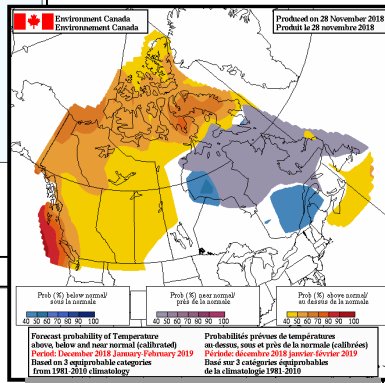 Environment Canada
Environnement Canada
Produced on 28 November 2018
Produit le 28 novembre 2018
Prob (%) below normal/
sous la normale
40 50 60 70 80 90 100
Prob (%) near normal/
près de la normale
40 50 60 70 80 90 100
Prob (%) above normal/
au dessus de la normale
40 50 60 70 80 90 100
Forecast probability of Temperature
above, below and near normal (calibrated)
Period: December 2018 January-February 2019
Based on 3 equiprobable categories
from 1981-2010 climatology
Probabilités prévues de températures
au-dessus, sous et près de la normale (calibrées)
Période: décembre 2018 janvier-février 2019
Basé sur 3 catégories équiprobables
de la climatologie 1981-2010